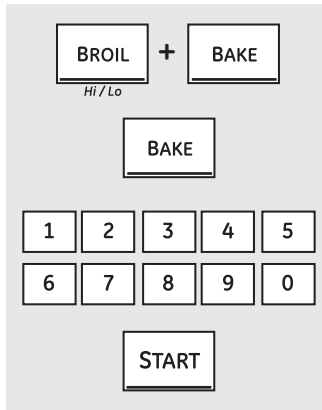 BROIL + BAKE
Hi / Lo
BAKE
1 2 3 4 5
6 7 8 9 0
START